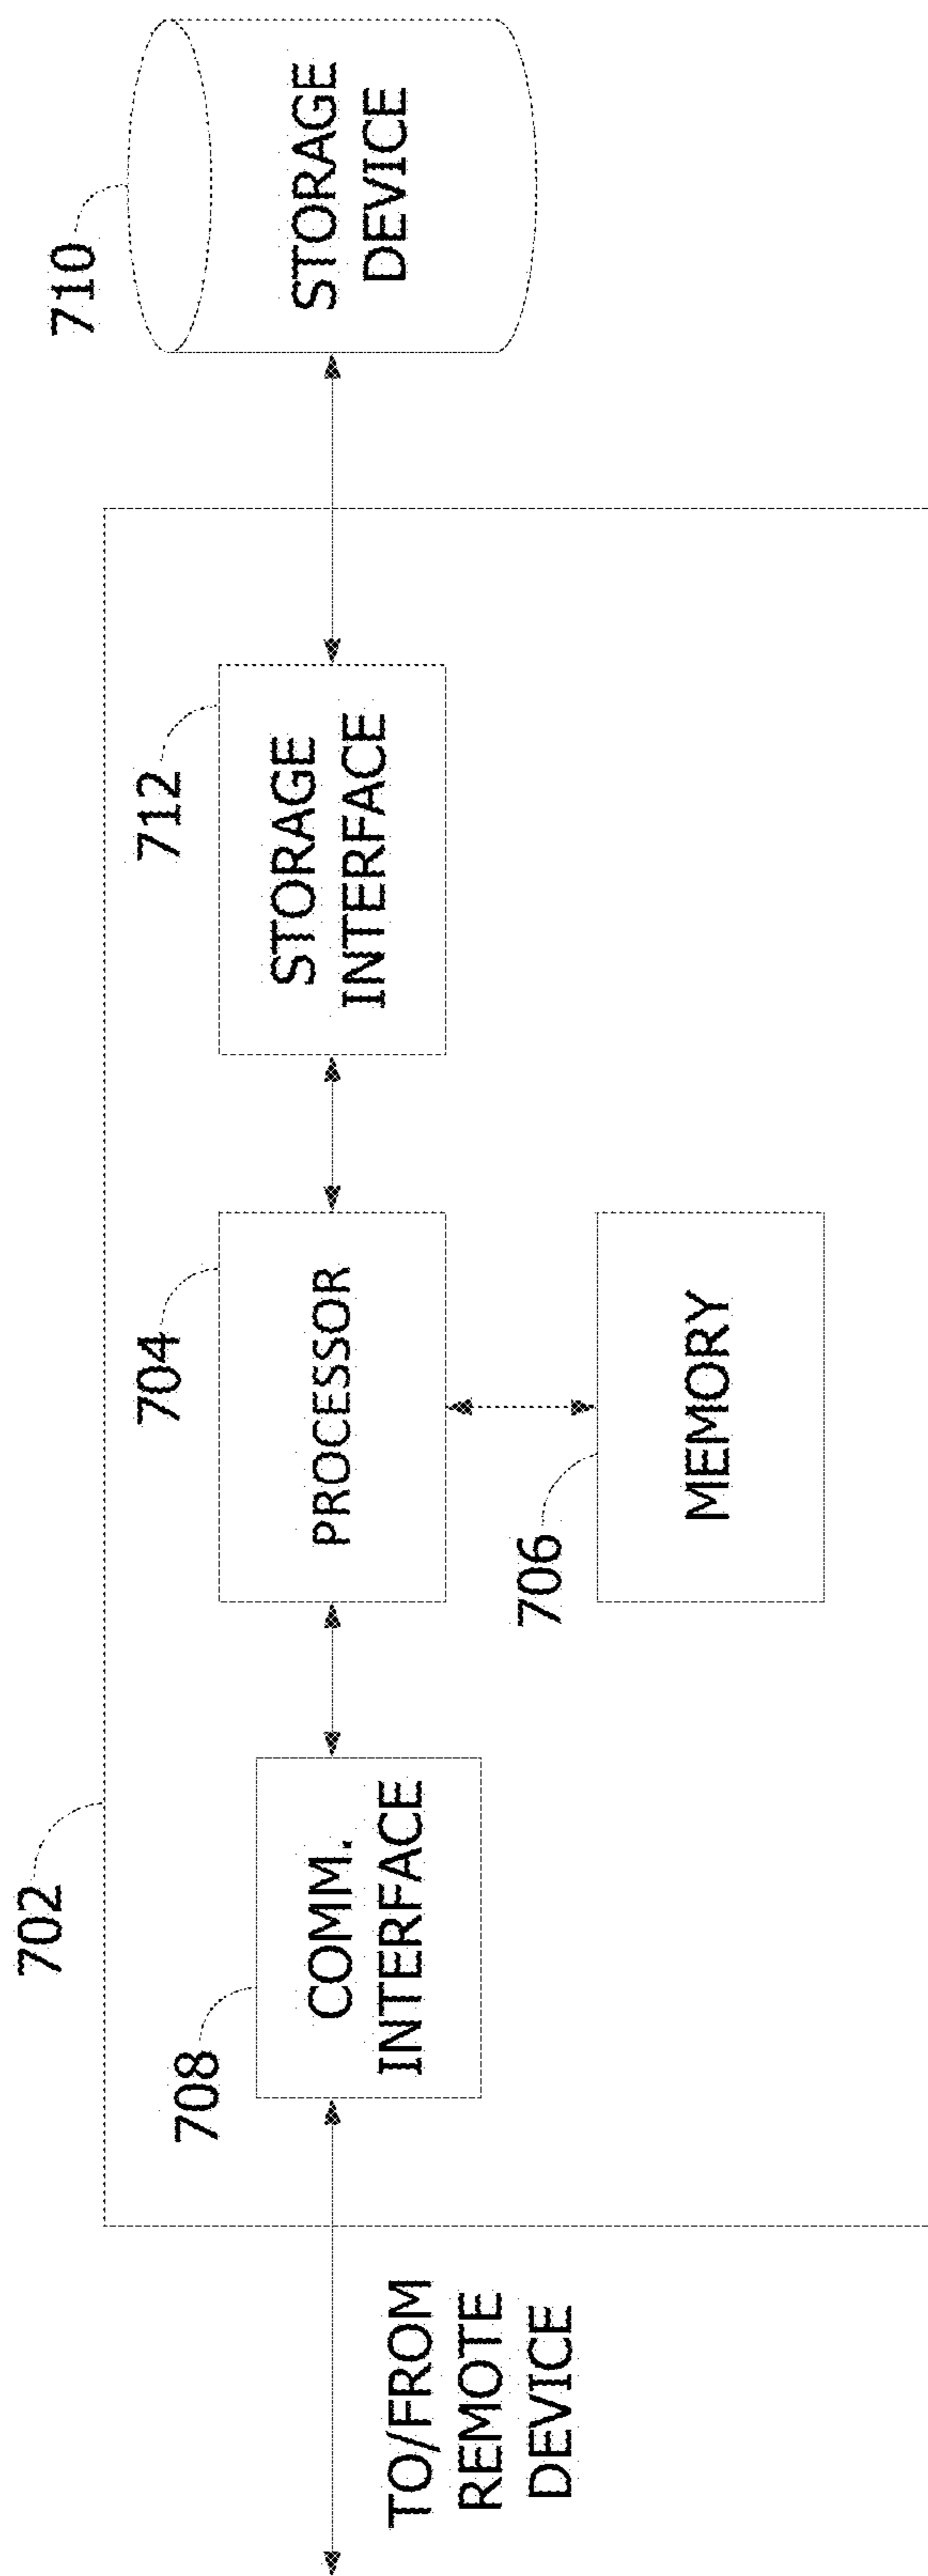 702
708
COMM.
INTERFACE
TO/FROM
REMOTE
DEVICE
704
PROCESSOR
706
MEMORY
712
STORAGE
INTERFACE
710
STORAGE
DEVICE